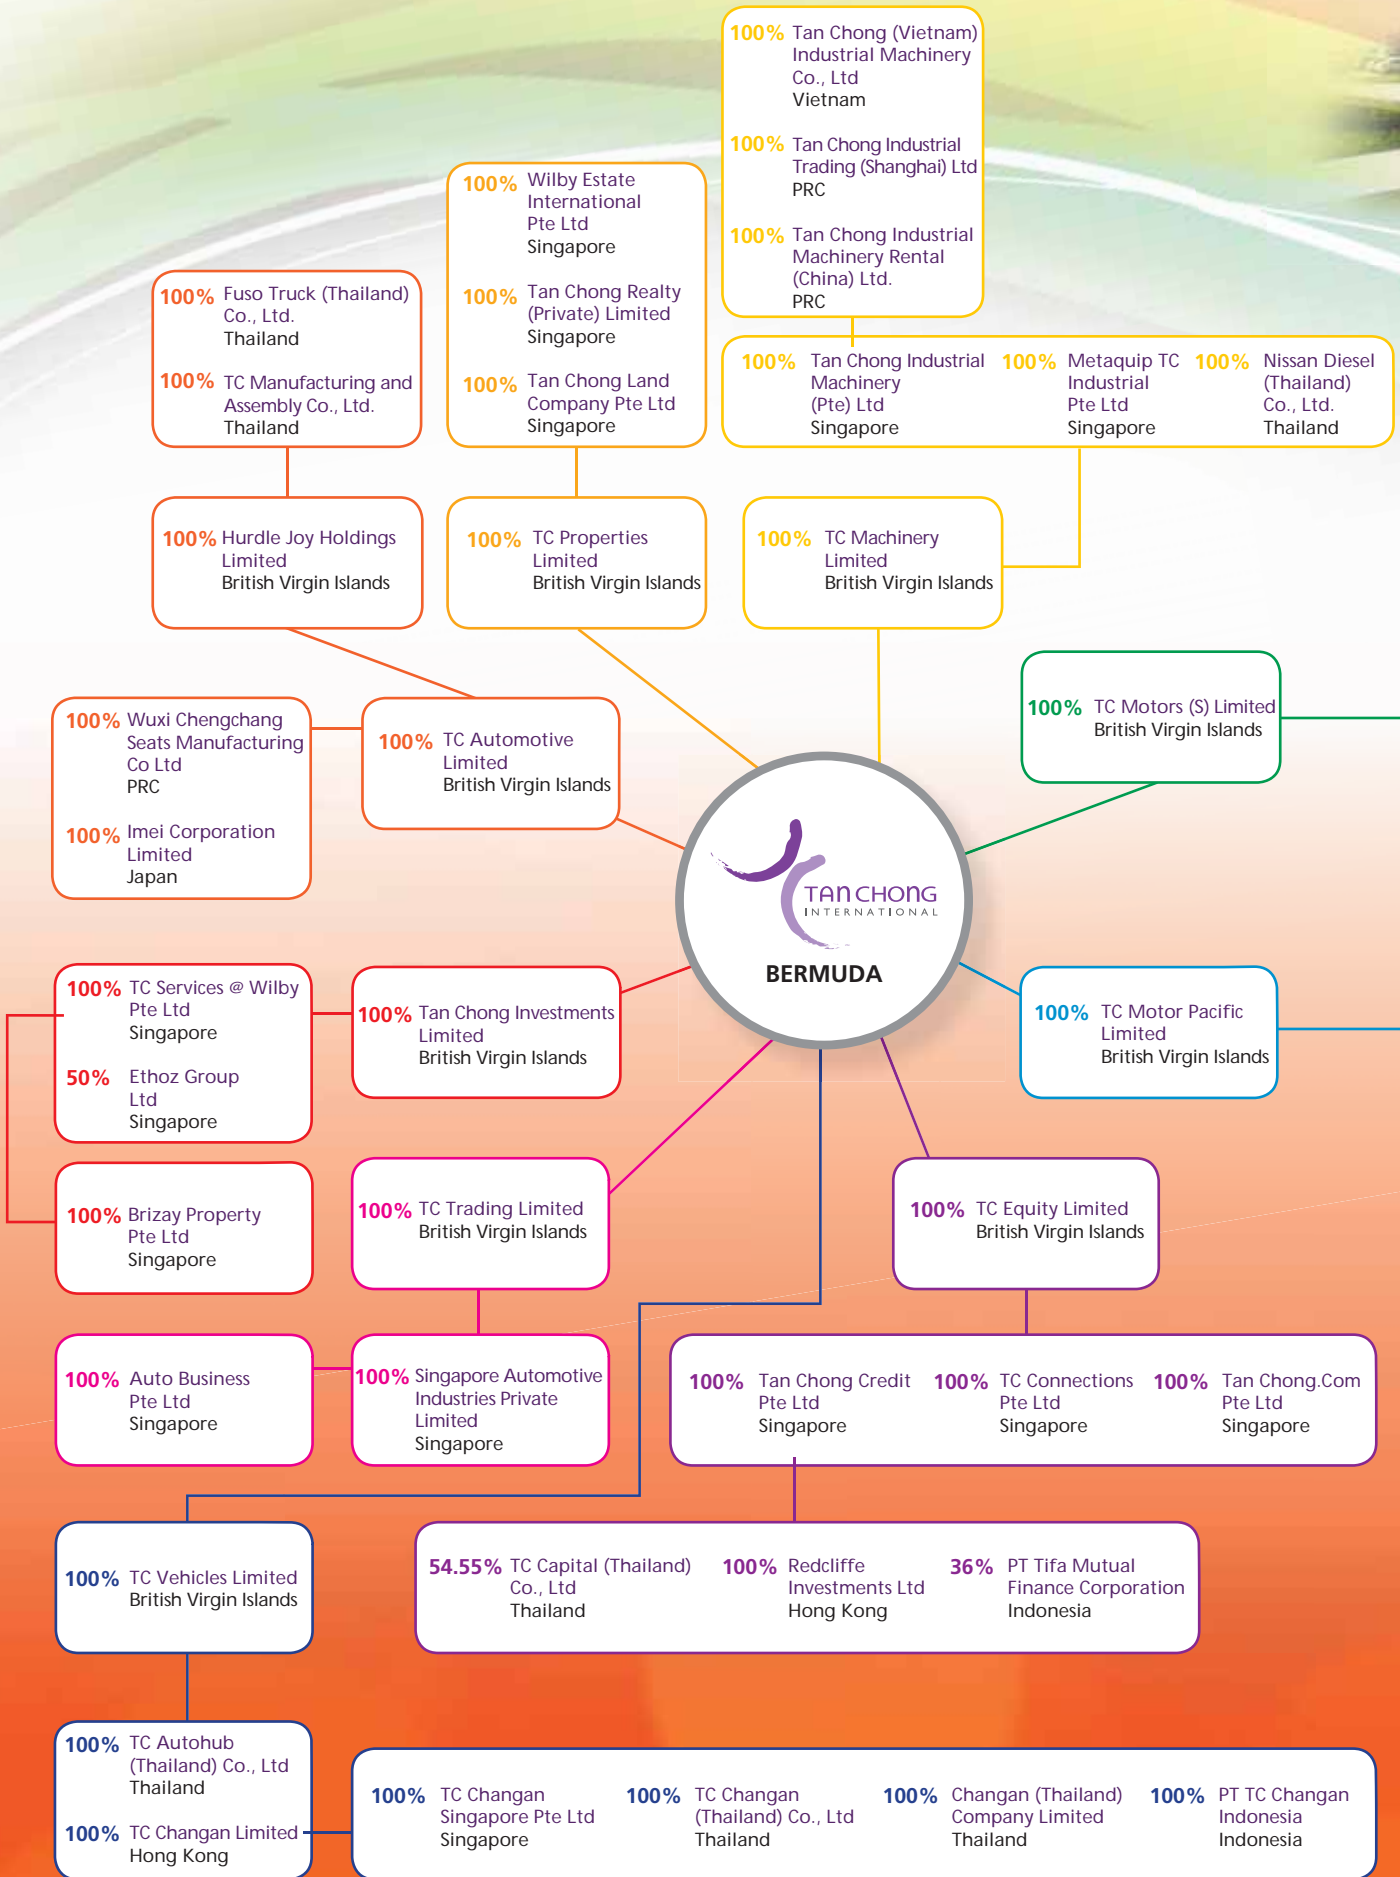 100% Tan Chong (Vietnam)
Industrial Machinery
Co., Ltd
Vietnam
100% Tan Chong Industrial
Trading (Shanghai) Ltd
PRC
100% Tan Chong Industrial
Machinery Rental
(China) Ltd.
PRC
100% Wilby Estate
International
Pte Ltd
Singapore
100% Tan Chong Realty
(Private) Limited
Singapore
100% Tan Chong Land
Company Pte Ltd
Singapore
100% Fuso Truck (Thailand)
Co., Ltd.
Thailand
100% TC Manufacturing and
Assembly Co., Ltd.
Thailand
100% Tan Chong Industrial
Machinery
(Pte) Ltd
Singapore
100% Metaquip TC
Industrial
Pte Ltd
Singapore
100% Nissan Diesel
(Thailand)
Co., Ltd.
Thailand
100% Hurdle Joy Holdings
Limited
British Virgin Islands
100% TC Properties
Limited
British Virgin Islands
100% TC Machinery
Limited
British Virgin Islands
100% TC Motors (S) Limited
British Virgin Islands
100% Wuxi Chengchang
Seats Manufacturing
Co Ltd
PRC
100% Imei Corporation
Limited
Japan
100% TC Automotive
Limited
British Virgin Islands
TAN CHONG
INTERNATIONAL
BERMUDA
100% TC Services @ Wilby
Pte Ltd
Singapore
50% Ethoz Group
Ltd
Singapore
100% Tan Chong Investments
Limited
British Virgin Islands
100% TC Motor Pacific
Limited
British Virgin Islands
100% Brizay Property
Pte Ltd
Singapore
100% TC Trading Limited
British Virgin Islands
100% TC Equity Limited
British Virgin Islands
100% Auto Business
Pte Ltd
Singapore
100% Singapore Automotive
Industries Private
Limited
Singapore
100% Tan Chong Credit
Pte Ltd
Singapore
100% TC Connections
Pte Ltd
Singapore
100% Tan Chong.Com
Pte Ltd
Singapore
100% TC Vehicles Limited
British Virgin Islands
54.55% TC Capital (Thailand)
Co., Ltd
Thailand
100% Redcliffe
Investments Ltd
Hong Kong
36% PT Tifa Mutual
Finance Corporation
Indonesia
100% TC Autohub
(Thailand) Co., Ltd
Thailand
100% TC Changan Limited
Hong Kong
100% TC Changan
Singapore Pte Ltd
Singapore
100% TC Changan
(Thailand) Co., Ltd
Thailand
100% Changan (Thailand)
Company Limited
Thailand
100% PT TC Changan
Indonesia
Indonesia